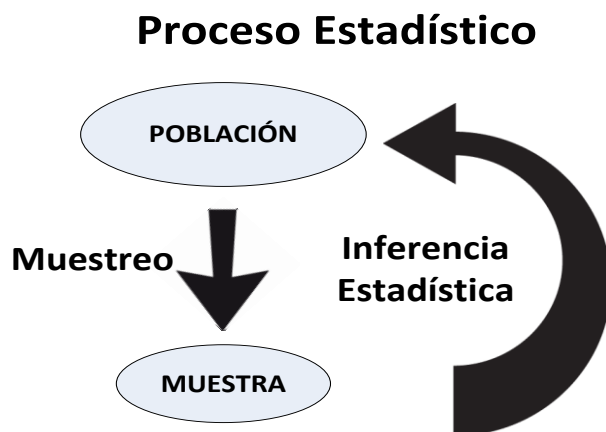 Proceso Estadístico
POBLACIÓN
Muestreo
Inferencia
Estadística
MUESTRA